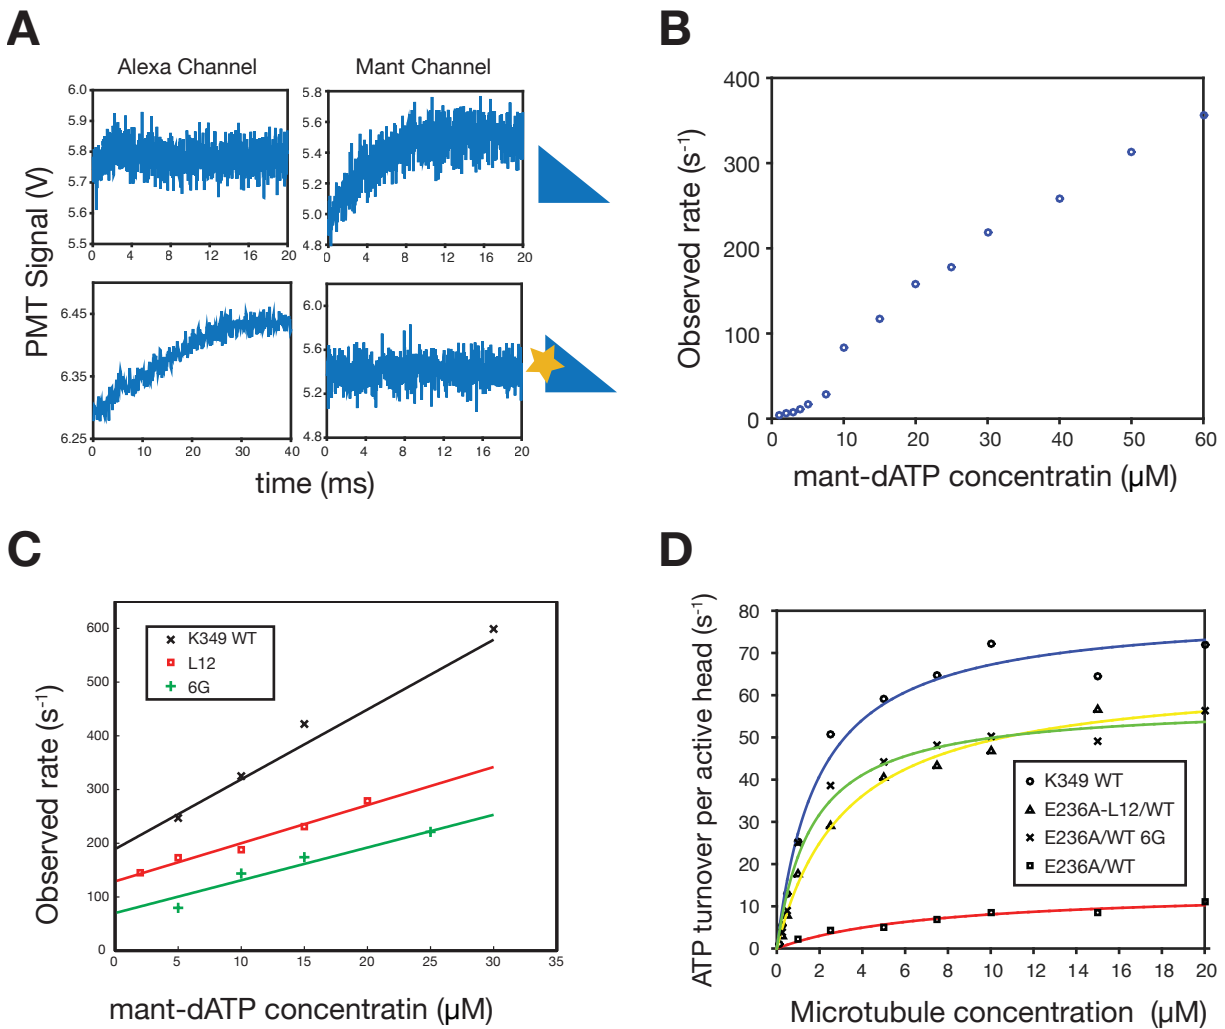 A
Alexa Channel
Mant Channel
PMT Signal (V)
6.0
5.9
5.8
5.7
5.6
5.5
0 4 8 12 16 20
5.8
5.6
5.4
5.2
5.0
4.8
0 4 8 12 16 20
6.45
6.35
6.25
0 10 20 30 40
6.0
5.6
5.2
4.8
0 4 8 12 16 20
time (ms)
B
Observed rate (s-1)
400
300
200
100
0
0 10 20 30 40 50 60
mant-dATP concentratin (µM)
C
Observed rate (s-1)
600
500
400
300
200
100
0
K349 WT
L12
6G
0 5 10 15 20 25 30 35
mant-dATP concentratin (µM)
D
ATP turnover per active head (s-1)
80
70
60
50
40
30
20
10
0
K349 WT
E236A-L12/WT
E236A/WT 6G
E236A/WT
0 2 4 6 8 10 12 14 16 18 20
Microtubule concentration (µM)